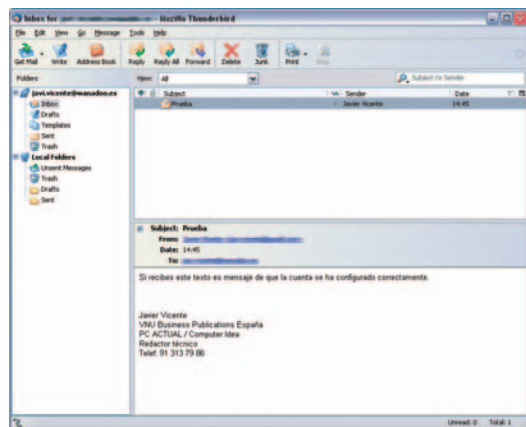 Inbox for - Mozilla Thunderbird
File Edit View Go Message Tools Help
Get Mail Write Address Book Reply Reply All Forward Delete Junk Print Stop
Folders View: All Subject Or Sender
javi.vicente@wanadoo.es
Inbox
Drafts
Templates
Sent
Trash
Local Folders
Unsent Messages
Trash
Drafts
Sent
Subject Sender Date
Prueba Javier Vicente 14:45
Subject: Prueba
From:
Date: 14:45
To:
Si recibes este texto es mensaje de que la cuenta se ha configurado correctamente.
Javier Vicente
VNU Business Publications España
PC ACTUAL / Computer Idea
Redactor técnico
Telef: 91 313 79 86
Unread: 0 Total: 1